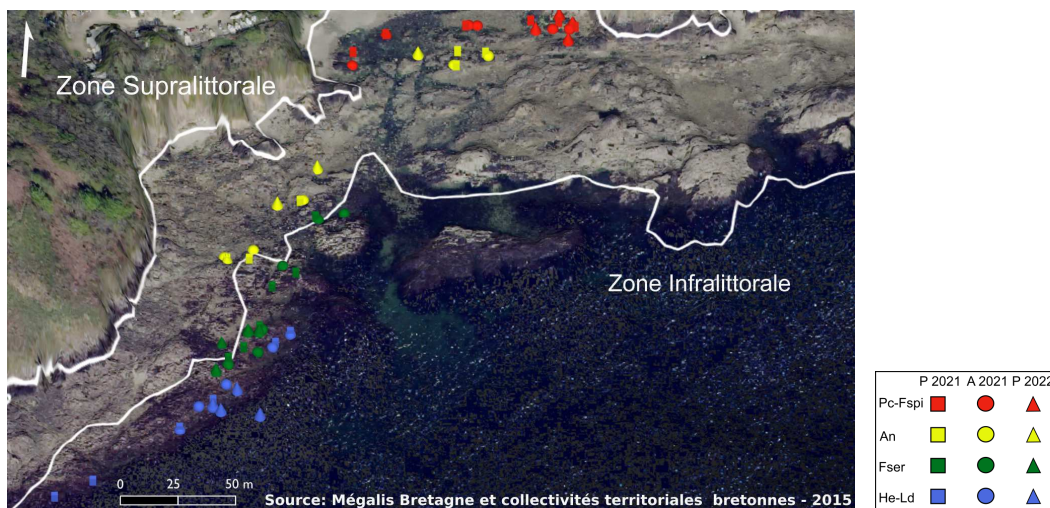 Zone Supralittorale
Zone Infralittorale
0 25 50 m
Source: Mégalis Bretagne et collectivités territoriales bretonnes - 2015
P 2021 A 2021 P 2022
Pc-Fspi
An
Fser
He-Ld